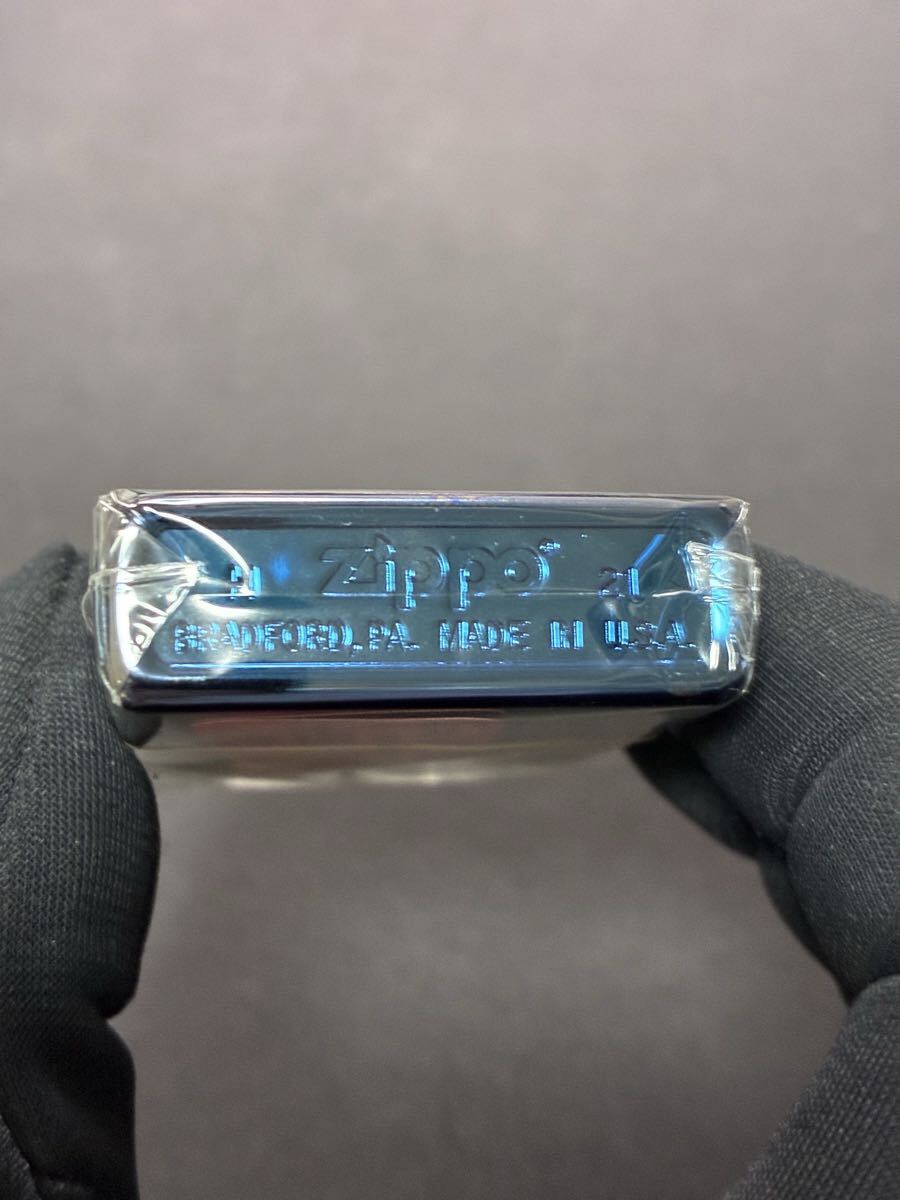 H zippo 21
BRADFORD, PA. MADE IN U.S.A.